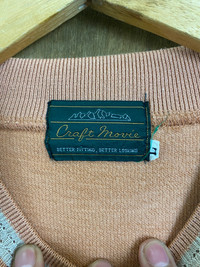 Craft Movie
BETTER FITTING, BETTER LOOKING
L